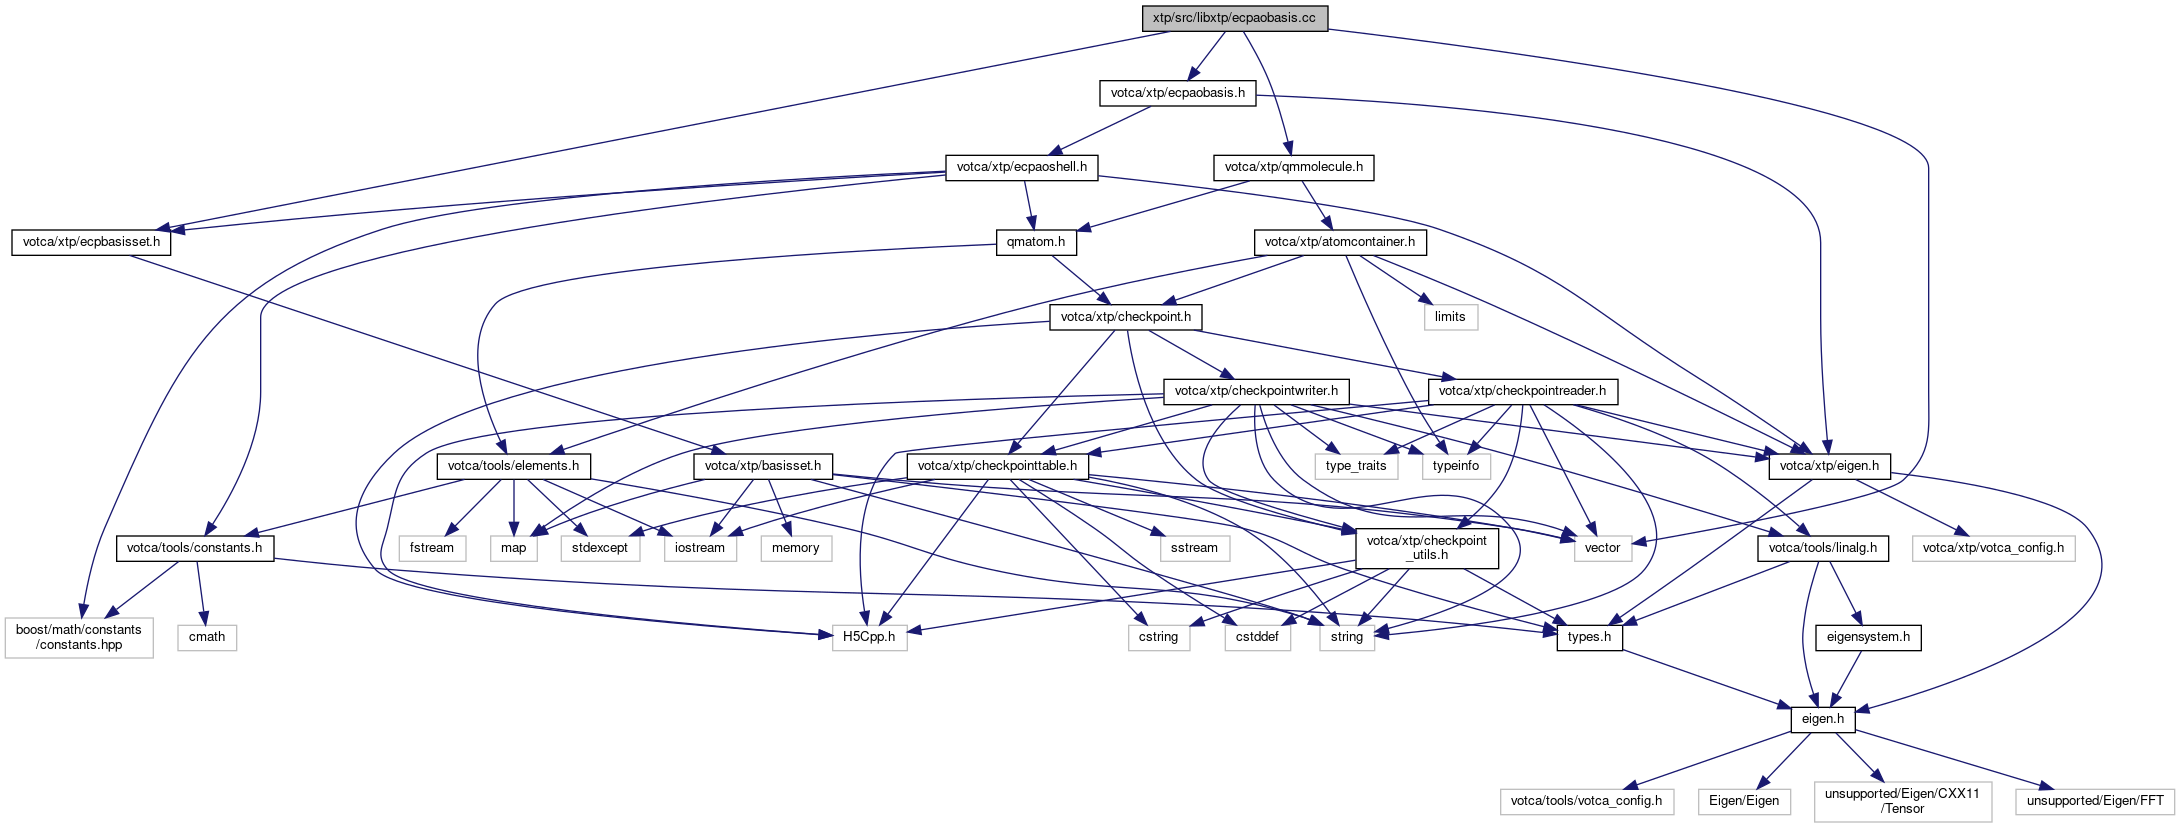 xtp/src/libxtp/ecpaobasis.cc
votca/xtp/ecpaobasis.h
votca/xtp/ecpaoshell.h
votca/xtp/qmmolecule.h
votca/xtp/ecpbasisset.h
qmatom.h
votca/xtp/atomcontainer.h
votca/xtp/checkpoint.h
limits
votca/xtp/checkpointwriter.h
votca/xtp/checkpointreader.h
votca/tools/elements.h
votca/xtp/basisset.h
votca/xtp/checkpointtable.h
type_traits
typeinfo
votca/xtp/eigen.h
votca/tools/constants.h
fstream
map
stdexcept
iostream
memory
sstream
votca/xtp/checkpoint
_utils.h
vector
votca/tools/linalg.h
votca/xtp/votca_config.h
boost/math/constants
/constants.hpp
cmath
H5Cpp.h
cstring
cstddef
string
types.h
eigensystem.h
eigen.h
votca/tools/votca_config.h
Eigen/Eigen
unsupported/Eigen/CXX11
/Tensor
unsupported/Eigen/FFT